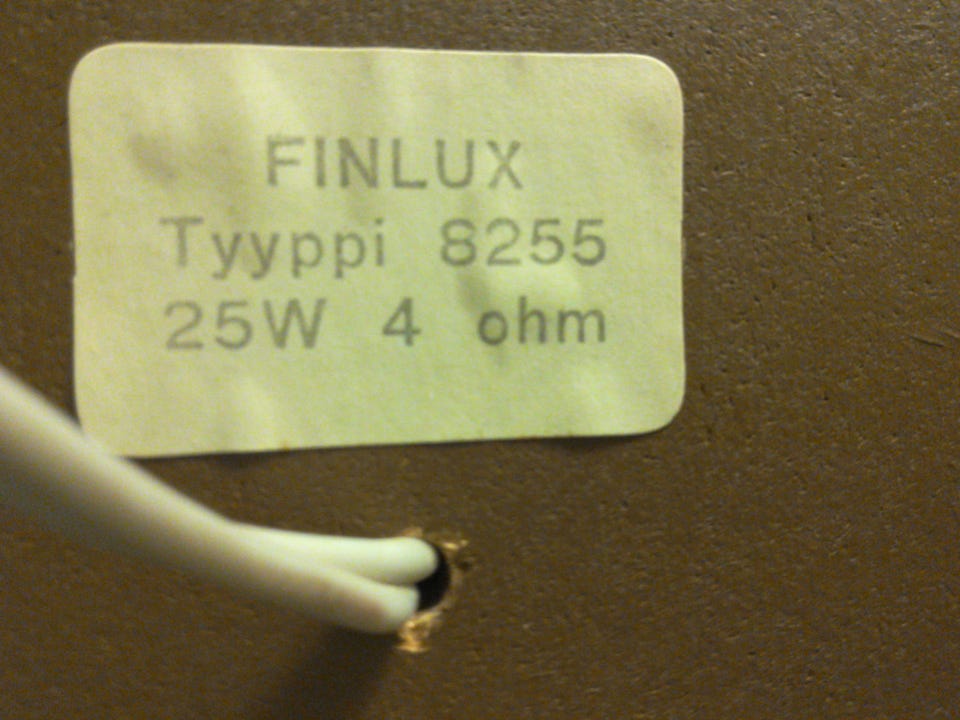 FINLUX
Tyyppi 8255
25W 4 ohm